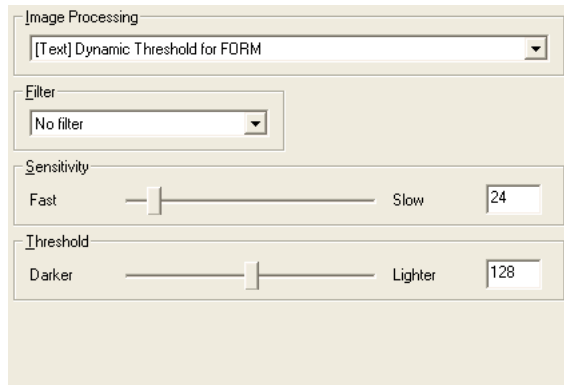 Image Processing
[Text] Dynamic Threshold for FORM
Filter
No filter
Sensitivity
Fast Slow 24
Threshold
Darker Lighter 128